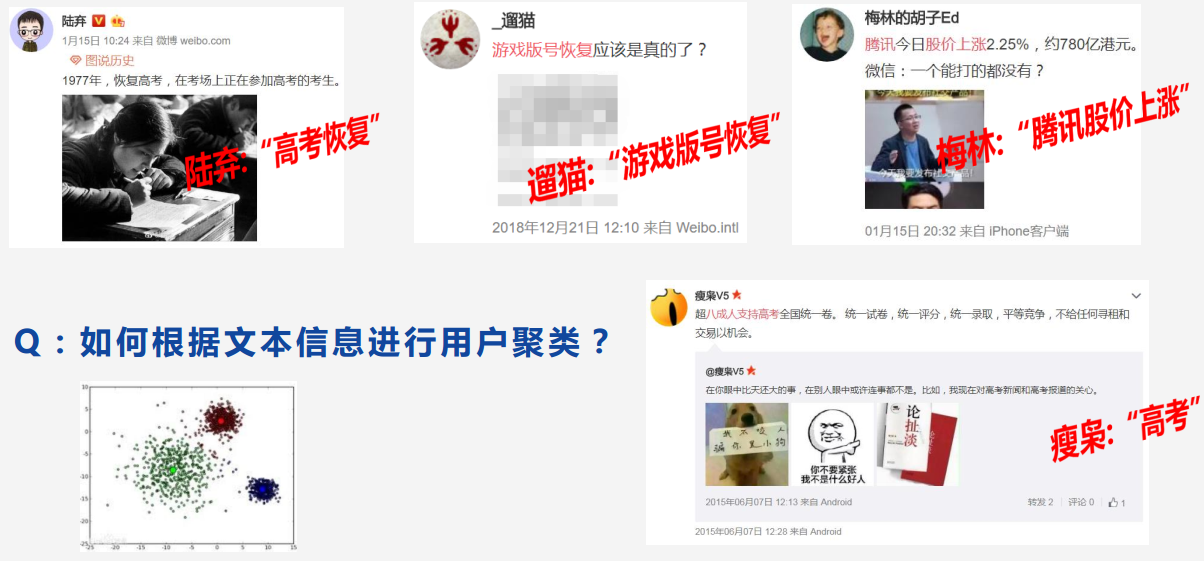 陆弃
1月15日 10:24 来自 微博 weibo.com
图说历史
1977年，恢复高考，在考场上正在参加高考的考生。
陆弃:“高考恢复”
_遛猫
游戏版号恢复应该是真的了？
遛猫:“游戏版号恢复”
2018年12月21日 12:10 来自 Weibo.intl
梅林的胡子Ed
腾讯今日股价上涨2.25%，约780亿港元。
微信：一个能打的都没有？
梅林:“腾讯股价上涨”
01月15日 20:32 来自 iPhone客户端
Q：如何根据文本信息进行用户聚类？
10
5
0
-5
-10
-15
-20
-25
-25 -20 -15 -10 -5 0 5 10 15
瘦枭V5
超八成人支持高考全国统一卷。 统一试卷，统一评分，统一录取，平等竞争，不给任何寻租和
交易以机会。
@瘦枭V5
在你眼中比天还大的事，在别人眼中或许连事都不是。比如，我现在对高考新闻和高考报道的关心。
我不咬人
骗你是小狗
你不要紧张
我不是什么好人
论
扯
淡
瘦枭:“高考”
2015年06月07日 12:13 来自 Android
转发 2 评论 0 1
2015年06月07日 12:28 来自 Android